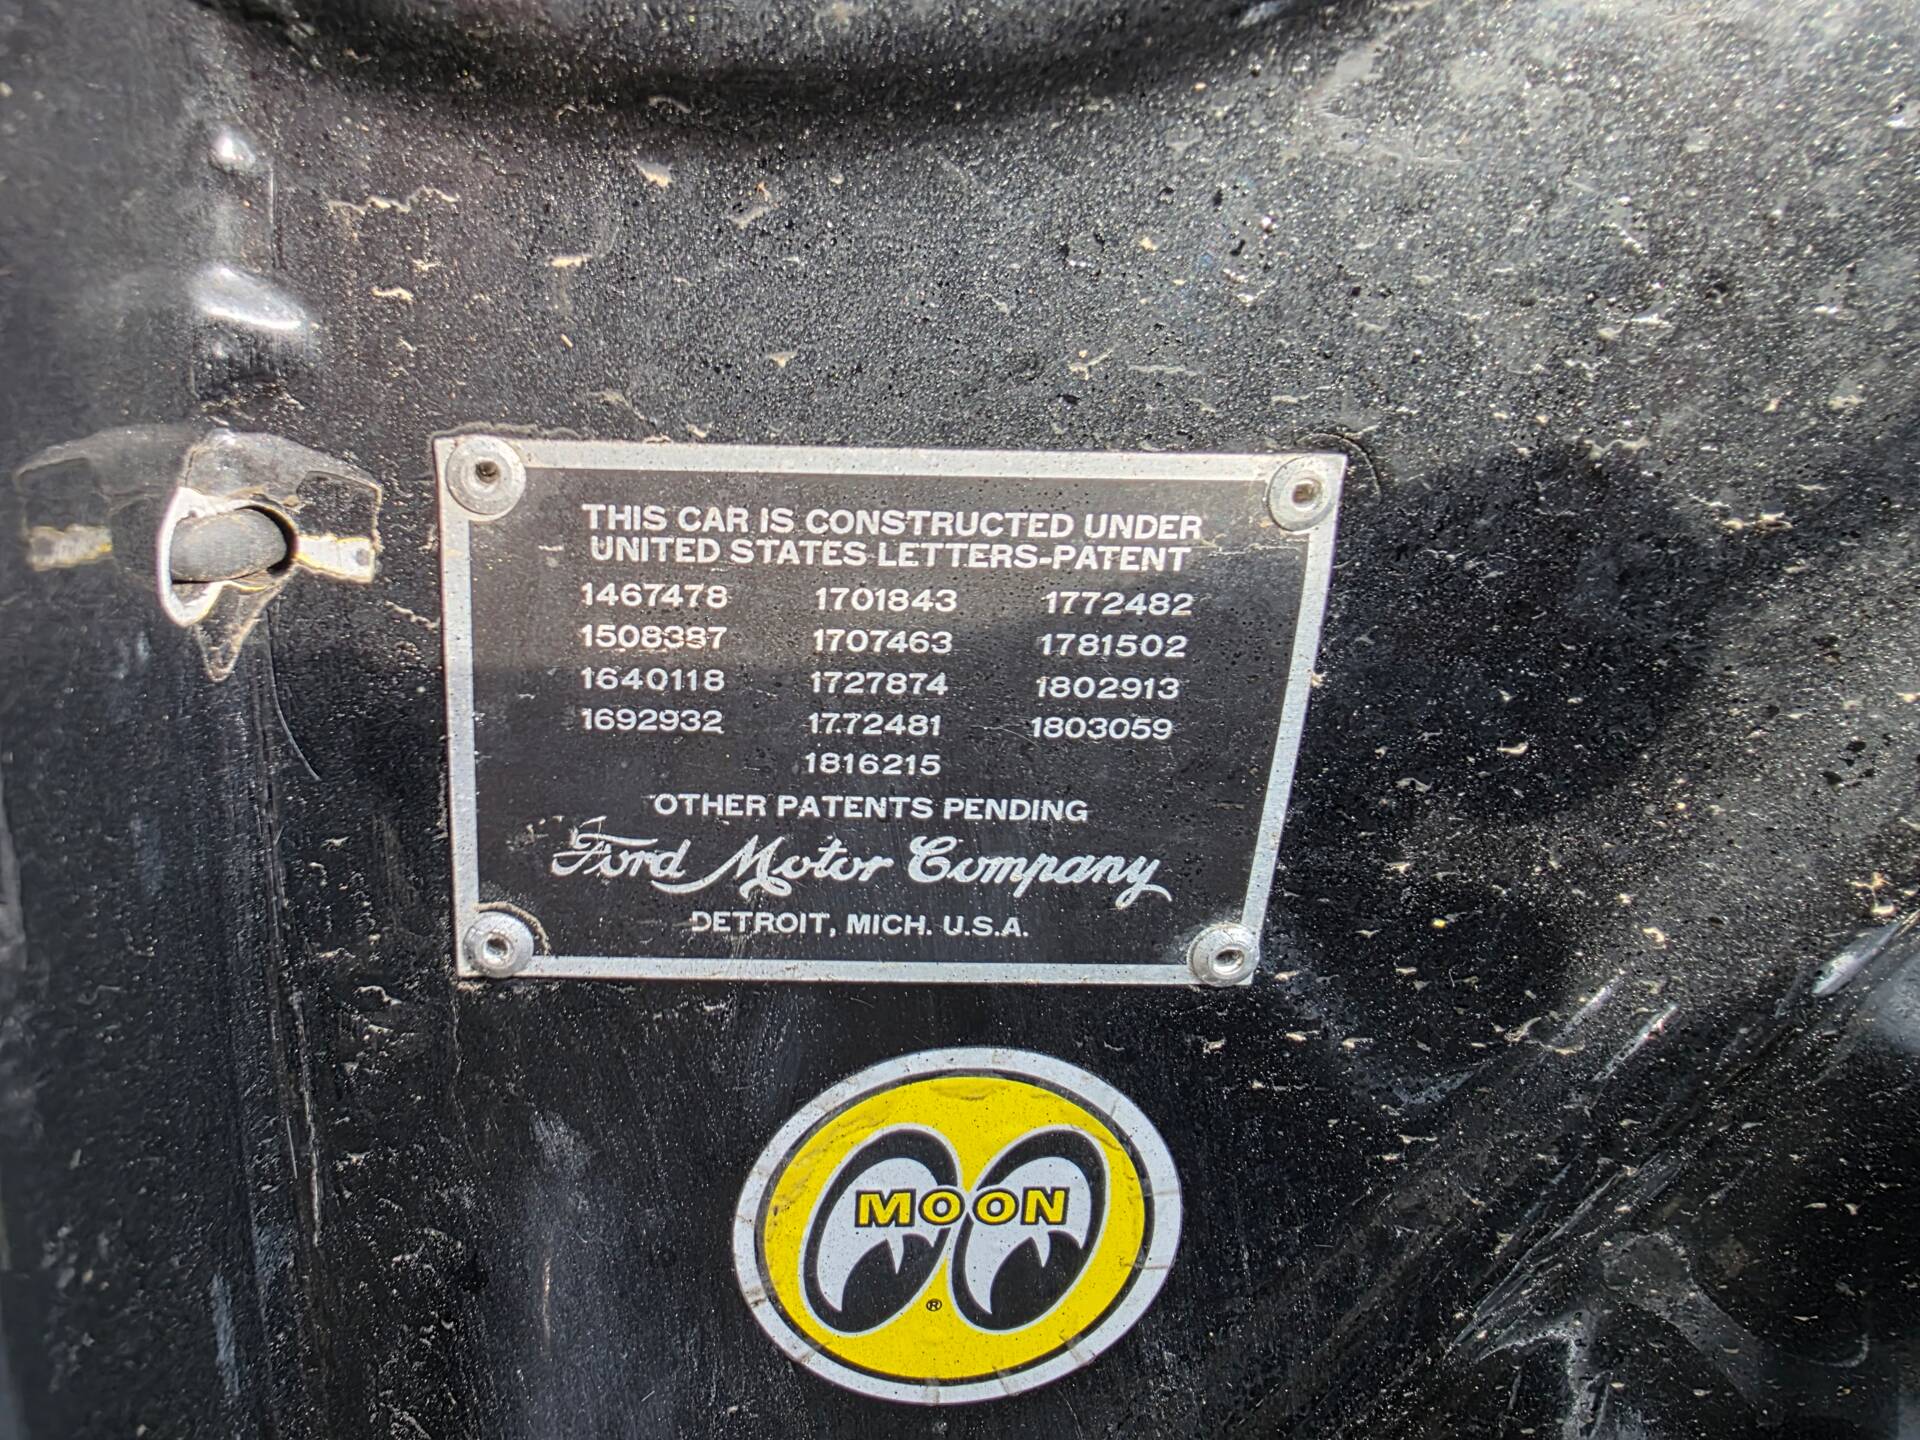 THIS CAR IS CONSTRUCTED UNDER
UNITED STATES LETTERS-PATENT
1467478 1701843 1772482
1508387 1707463 1781502
1640118 1727874 1802913
1692932 1772481 1803059
1816215
OTHER PATENTS PENDING
Ford Motor Company
DETROIT, MICH. U.S.A.
MOON
®